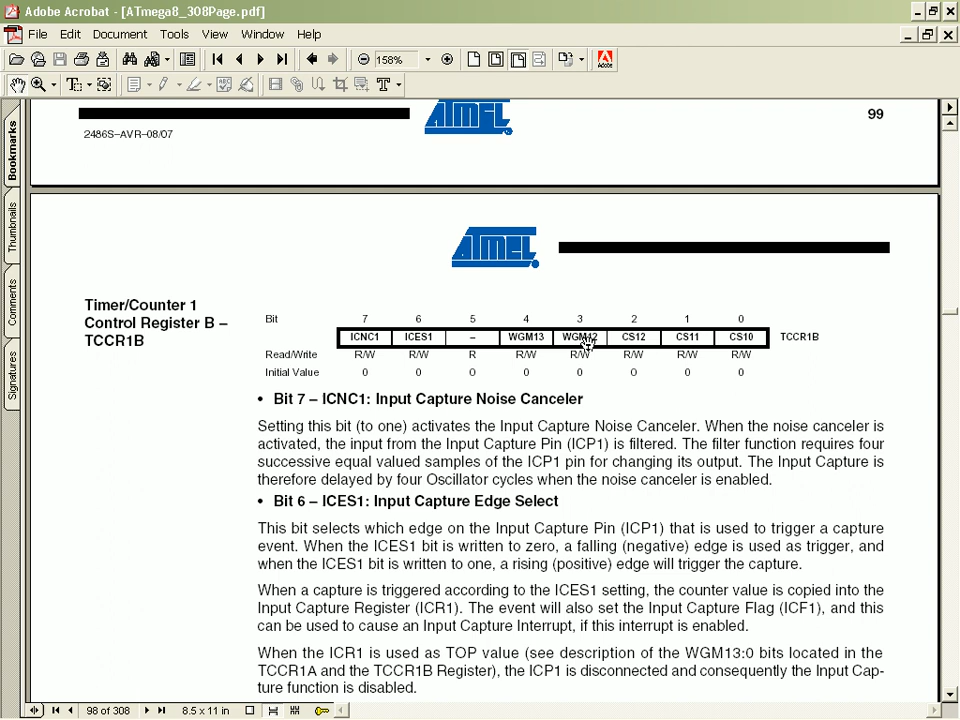 Adobe Acrobat - [ATmega8_308Page.pdf]
File Edit Document Tools View Window Help
158%
Adobe
Bookmarks
Thumbnails
Comments
Signatures
ATMEL
99
2486S–AVR–08/07
ATMEL
Timer/Counter 1
Control Register B –
TCCR1B
Bit 7 6 5 4 3 2 1 0
ICNC1 ICES1 – WGM13 WGM12 CS12 CS11 CS10 TCCR1B
Read/Write R/W R/W R R/W R/W R/W R/W R/W
Initial Value 0 0 0 0 0 0 0 0
• Bit 7 – ICNC1: Input Capture Noise Canceler
Setting this bit (to one) activates the Input Capture Noise Canceler. When the noise canceler is
activated, the input from the Input Capture Pin (ICP1) is filtered. The filter function requires four
successive equal valued samples of the ICP1 pin for changing its output. The Input Capture is
therefore delayed by four Oscillator cycles when the noise canceler is enabled.
• Bit 6 – ICES1: Input Capture Edge Select
This bit selects which edge on the Input Capture Pin (ICP1) that is used to trigger a capture
event. When the ICES1 bit is written to zero, a falling (negative) edge is used as trigger, and
when the ICES1 bit is written to one, a rising (positive) edge will trigger the capture.
When a capture is triggered according to the ICES1 setting, the counter value is copied into the
Input Capture Register (ICR1). The event will also set the Input Capture Flag (ICF1), and this
can be used to cause an Input Capture Interrupt, if this interrupt is enabled.
When the ICR1 is used as TOP value (see description of the WGM13:0 bits located in the
TCCR1A and the TCCR1B Register), the ICP1 is disconnected and consequently the Input Cap-
ture function is disabled.
98 of 308 8.5 x 11 in